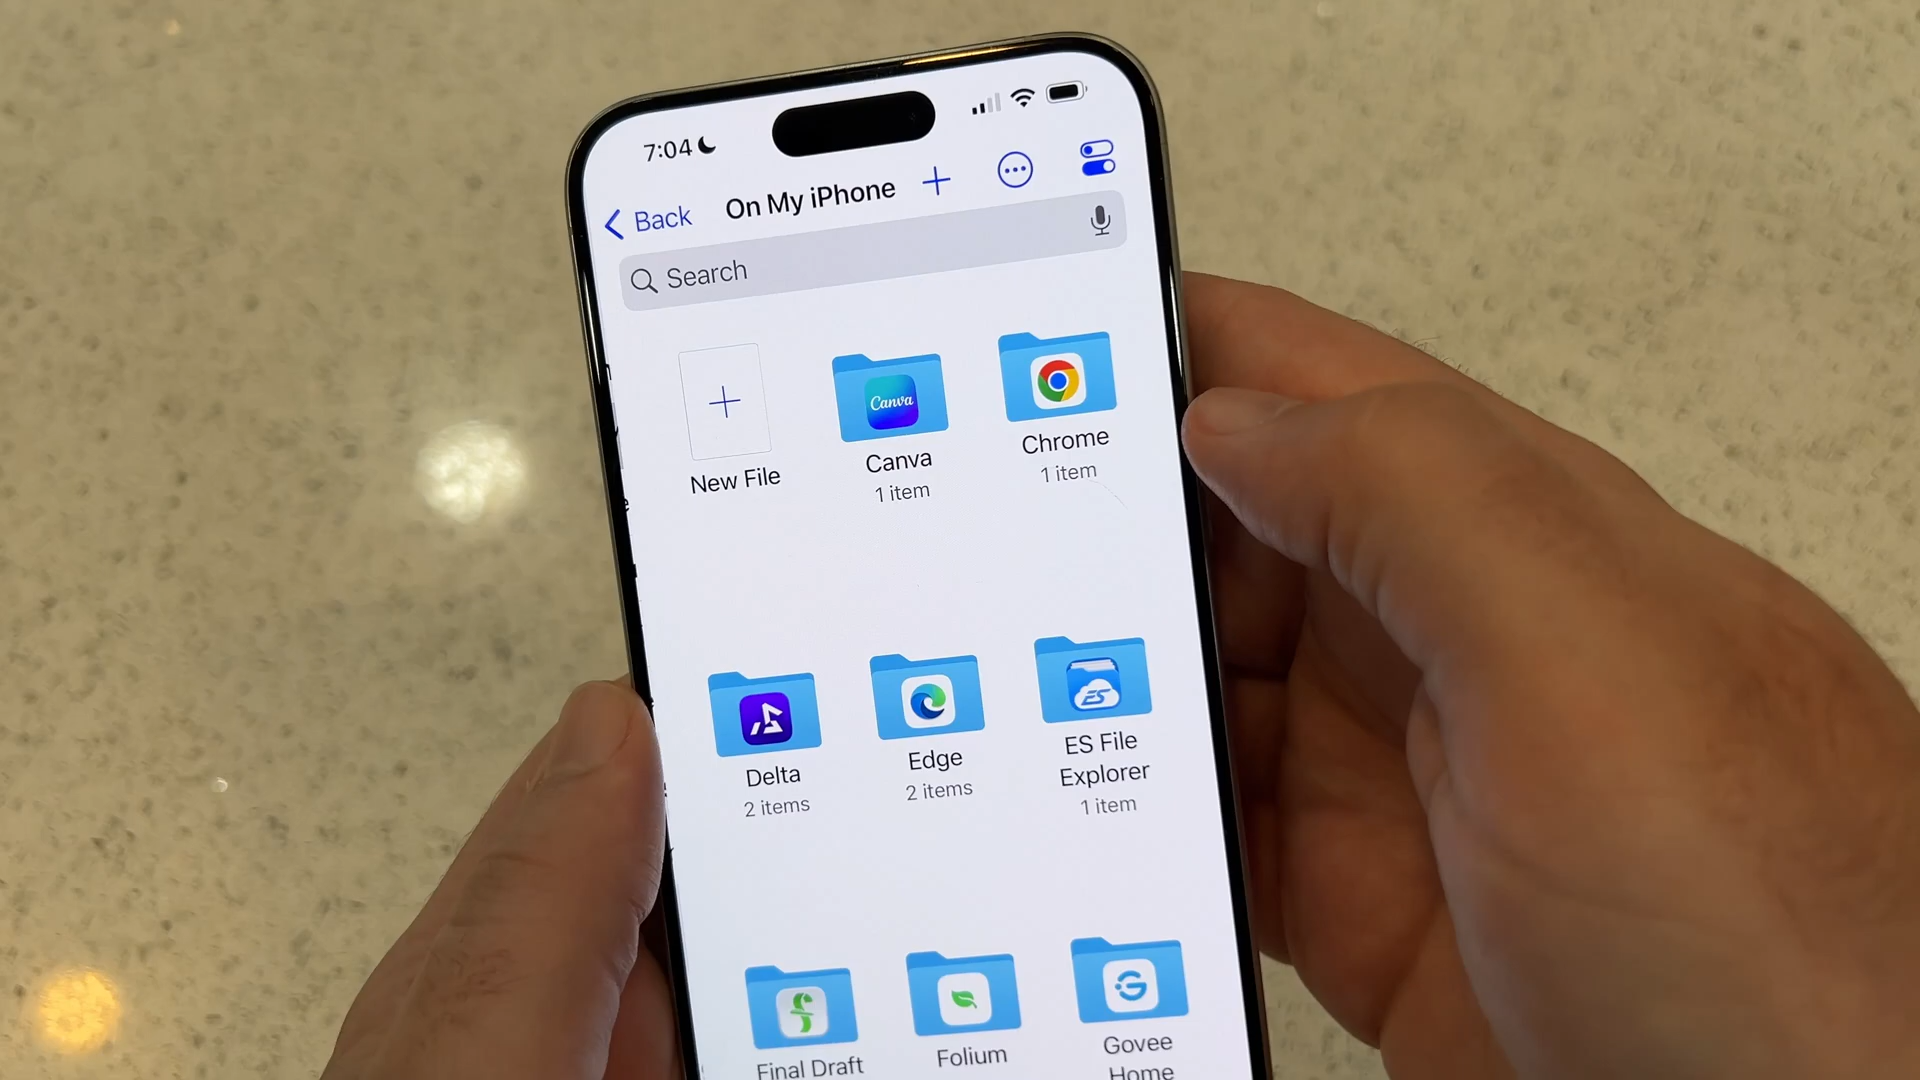 7:04
Back
On My iPhone
Search
Canva
New File
Canva
1 item
Chrome
1 item
ES
Delta
2 items
Edge
2 items
ES File
Explorer
1 item
Final Draft
Folium
Govee
Home